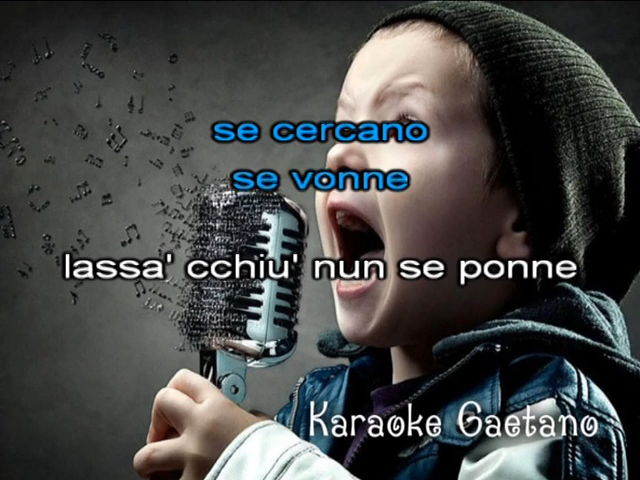 se cercano
se vonne
lassa' cchiu' nun se ponne
Karaoke Gaetano